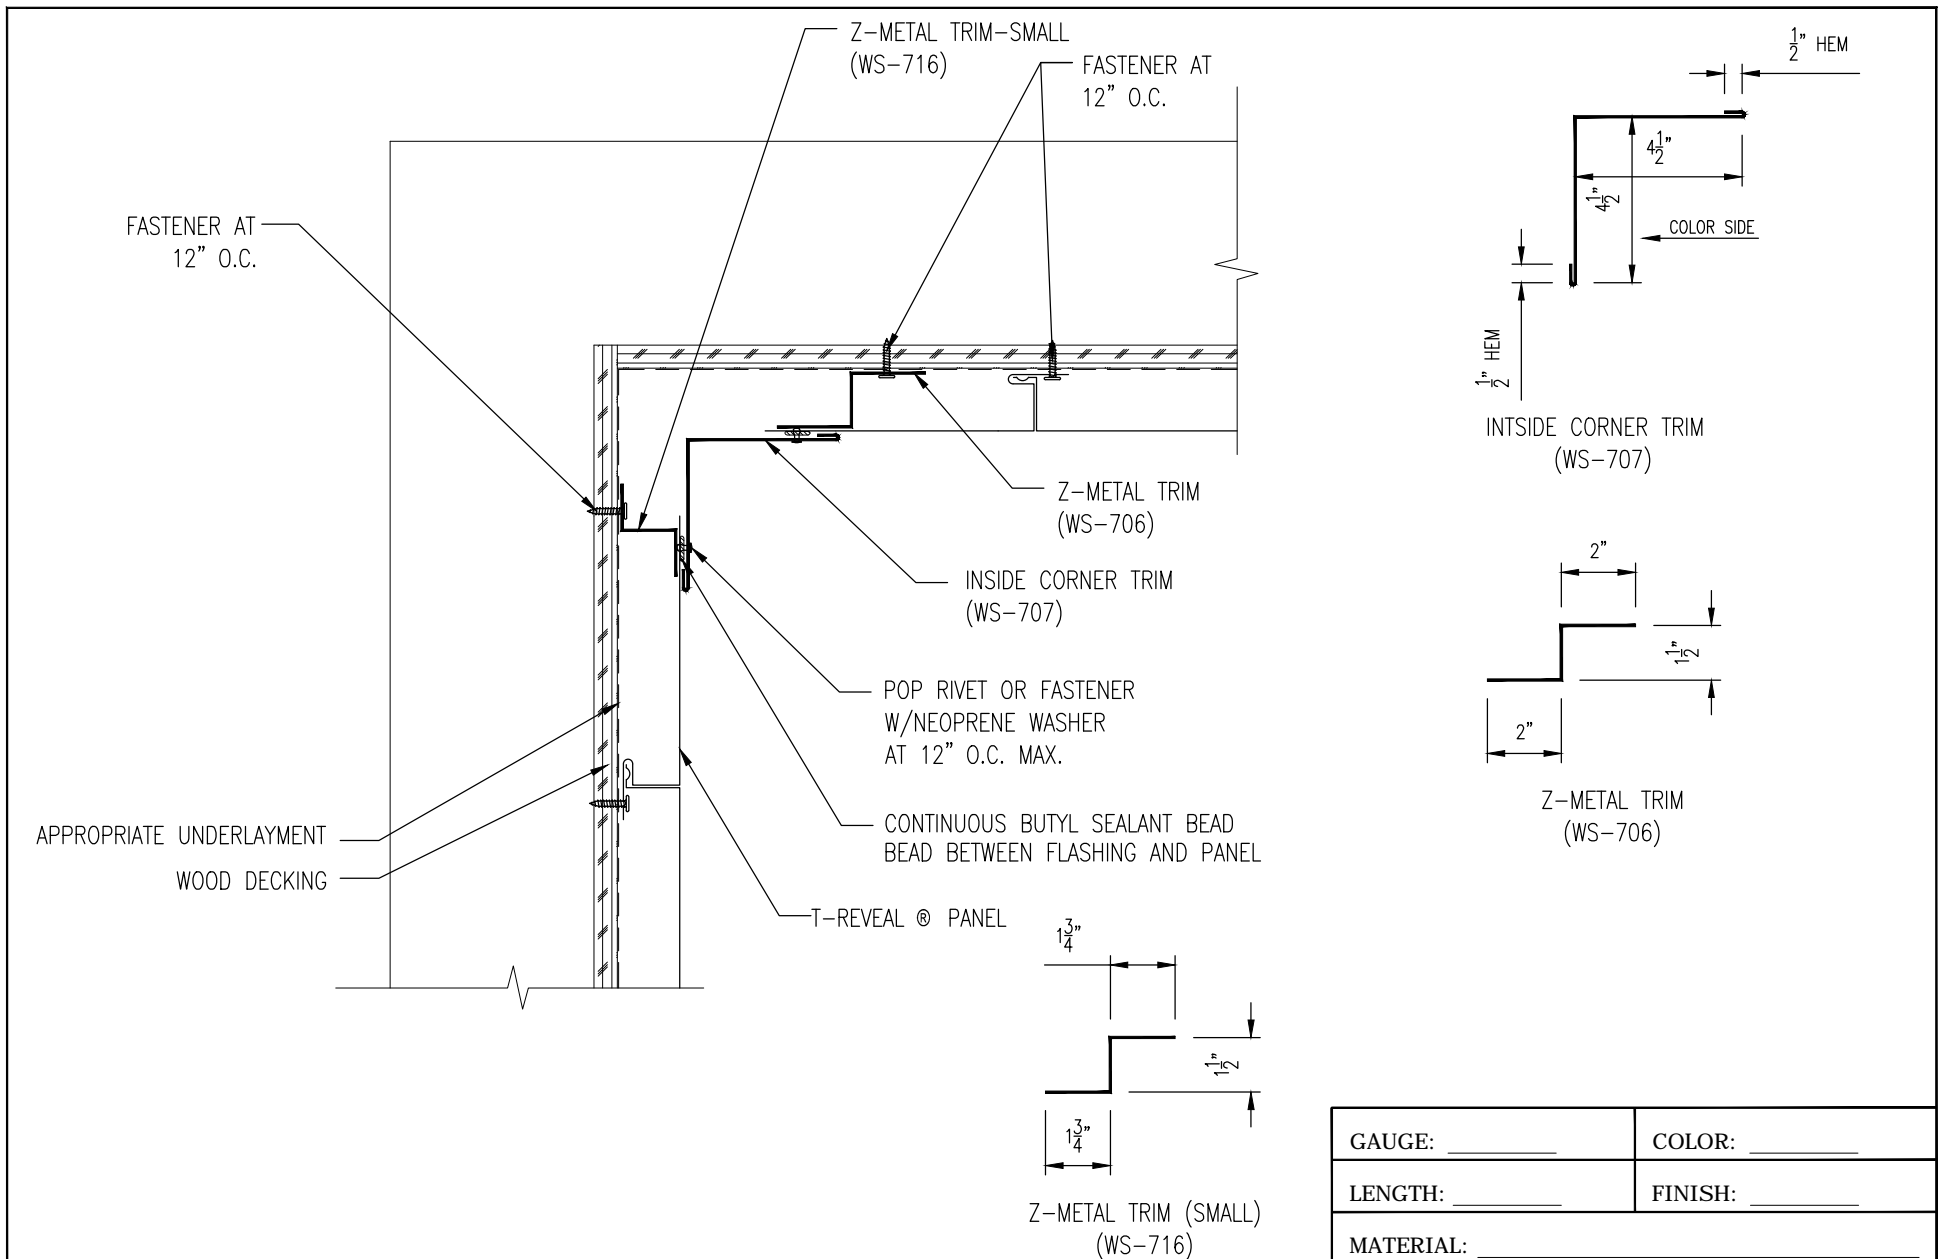 Z-METAL TRIM-SMALL
(WS-716)
FASTENER AT
12" O.C.
FASTENER AT
12" O.C.
Z-METAL TRIM
(WS-706)
INSIDE CORNER TRIM
(WS-707)
POP RIVET OR FASTENER
W/NEOPRENE WASHER
AT 12" O.C. MAX.
CONTINUOUS BUTYL SEALANT BEAD
BEAD BETWEEN FLASHING AND PANEL
T-REVEAL ® PANEL
APPROPRIATE UNDERLAYMENT
WOOD DECKING
1/2" HEM
4 1/2"
4 1/2"
COLOR SIDE
1/2" HEM
INTSIDE CORNER TRIM
(WS-707)
2"
1 1/2"
2"
Z-METAL TRIM
(WS-706)
1 3/4"
1 1/2"
1 3/4"
Z-METAL TRIM (SMALL)
(WS-716)
GAUGE: COLOR:
LENGTH: FINISH:
MATERIAL: